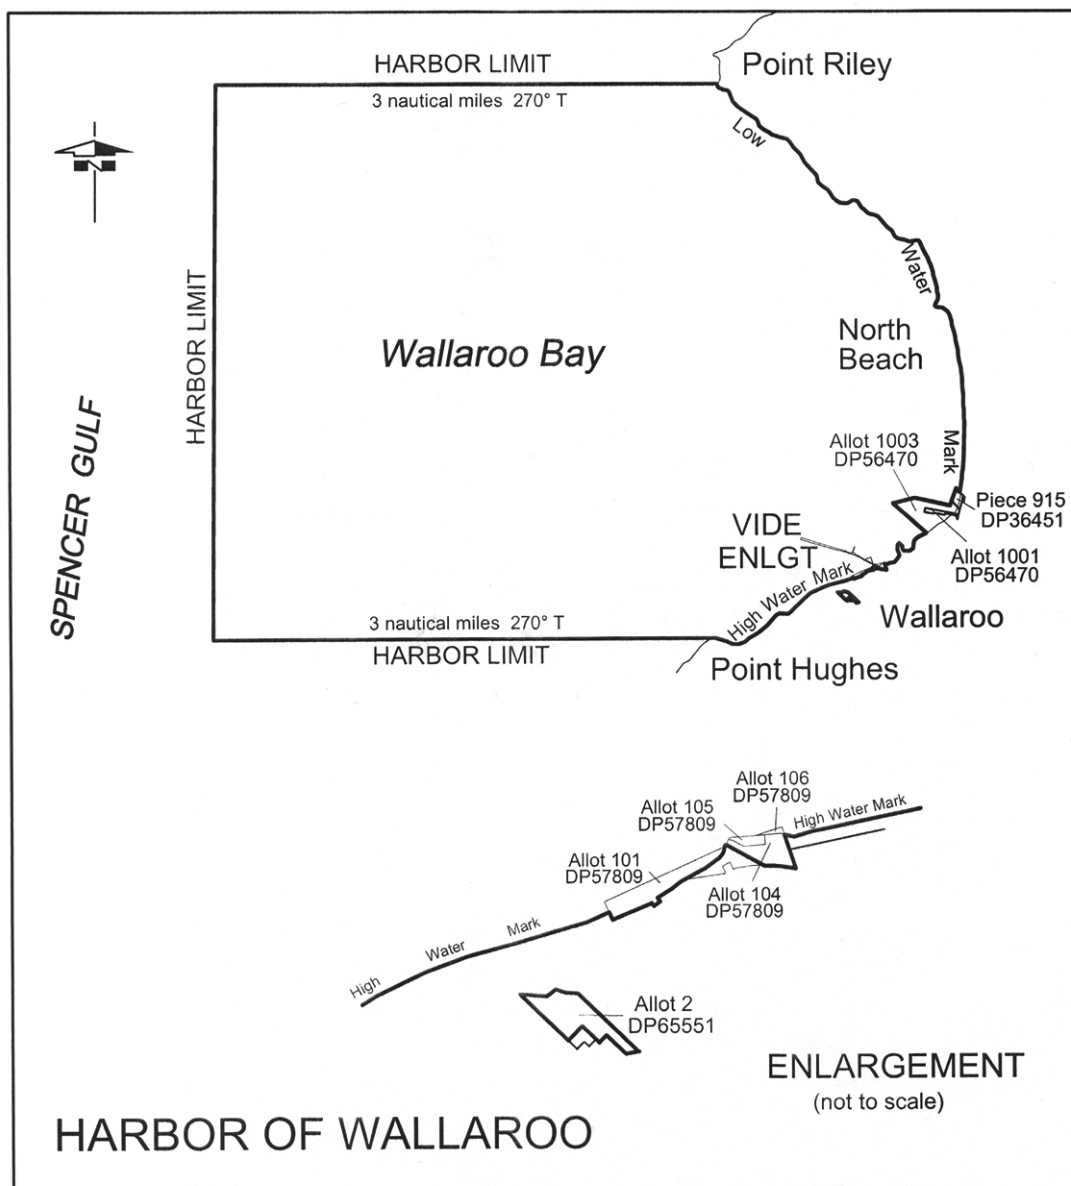 HARBOR LIMIT
Point Riley
3 nautical miles 270° T
Low
N
Water
HARBOR LIMIT
North
Beach
Wallaroo Bay
SPENCER GULF
Mark
Allot 1003
DP56470
Piece 915
DP36451
VIDE
ENLGT
Allot 1001
DP56470
High Water Mark
Wallaroo
3 nautical miles 270° T
HARBOR LIMIT
Point Hughes
Allot 106
DP57809
Allot 105
DP57809
High Water Mark
Allot 101
DP57809
Allot 104
DP57809
High Water Mark
Allot 2
DP65551
ENLARGEMENT
(not to scale)
HARBOR OF WALLAROO